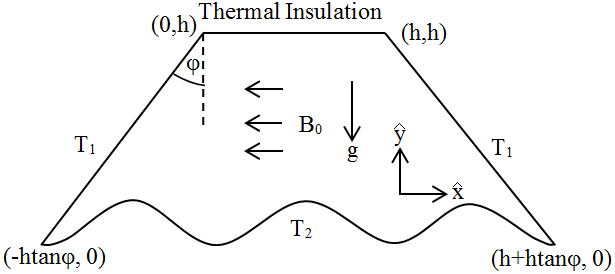 Thermal Insulation
(0,h)
(h,h)
φ
B₀
g
ŷ
x̂
T₁
T₁
T₂
(-htanφ, 0)
(h+htanφ, 0)